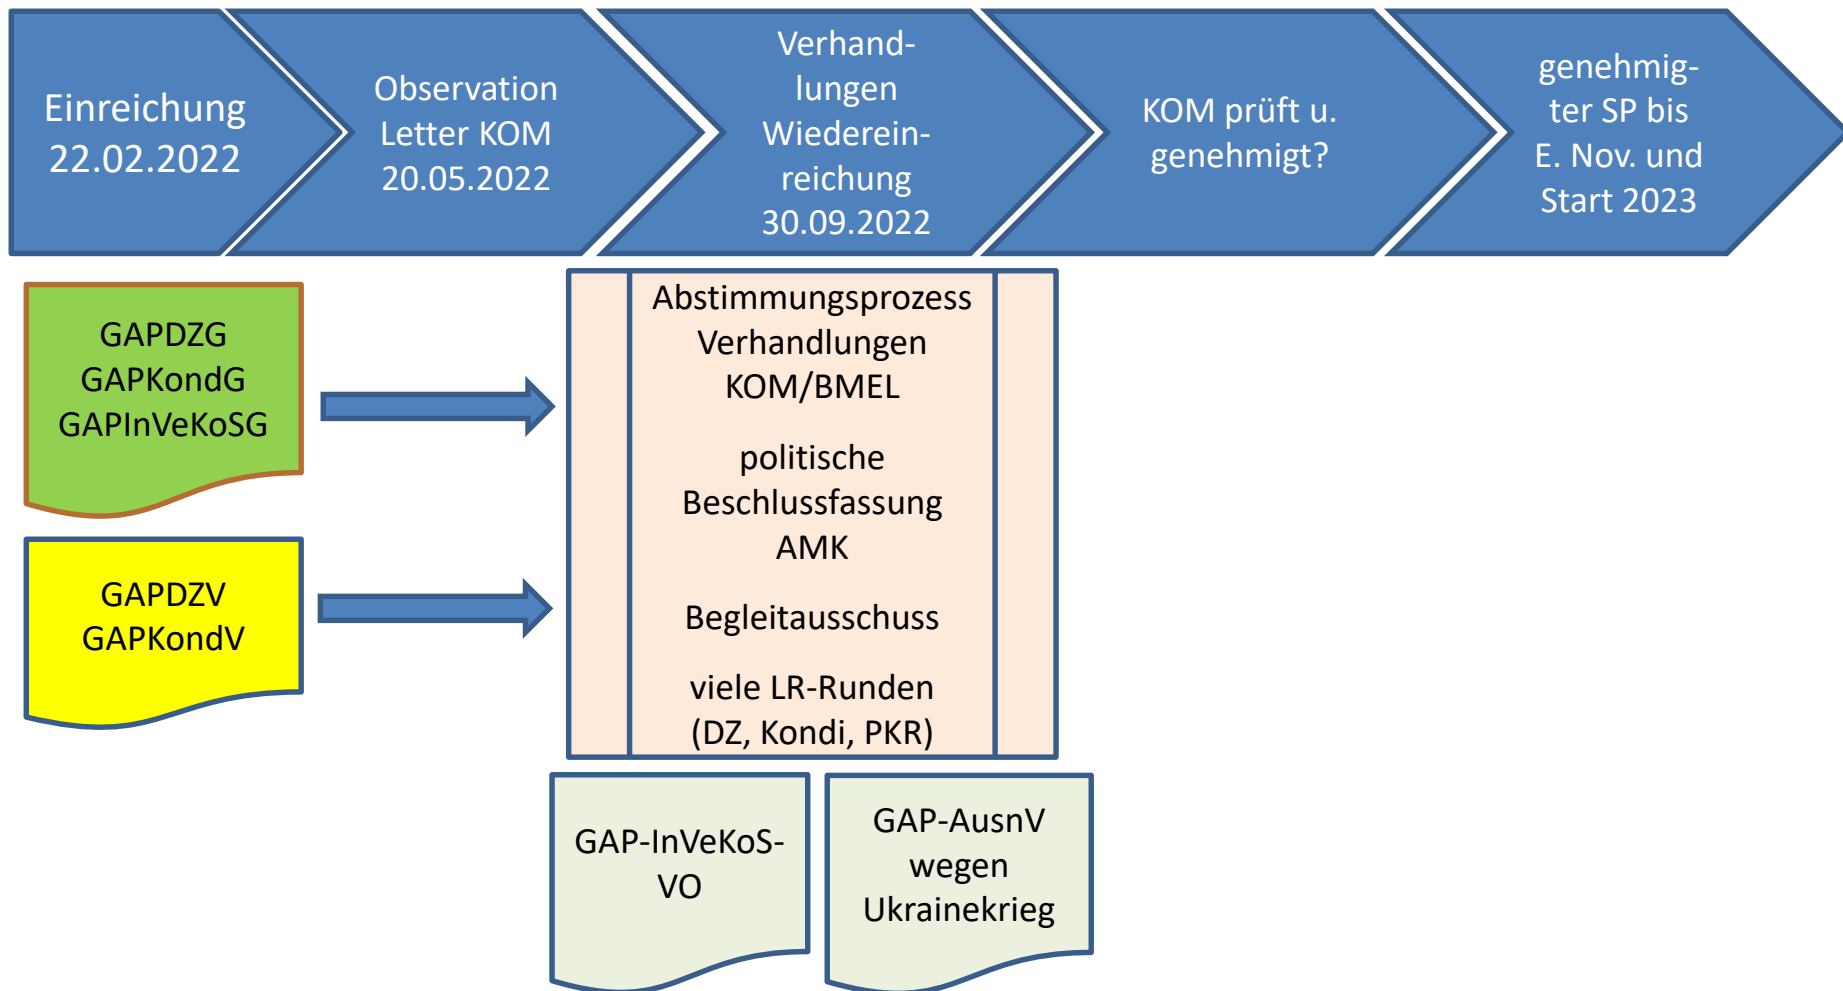 Einreichung
22.02.2022
Observation
Letter KOM
20.05.2022
Verhand-
lungen
Wiederein-
reichung
30.09.2022
KOM prüft u.
genehmigt?
genehmig-
ter SP bis
E. Nov. und
Start 2023
GAPDZG
GAPKondG
GAPInVeKoSG
GAPDZV
GAPKondV
Abstimmungsprozess
Verhandlungen
KOM/BMEL
politische
Beschlussfassung
AMK
Begleitausschuss
viele LR-Runden
(DZ, Kondi, PKR)
GAP-InVeKoS-
VO
GAP-AusnV
wegen
Ukrainekrieg